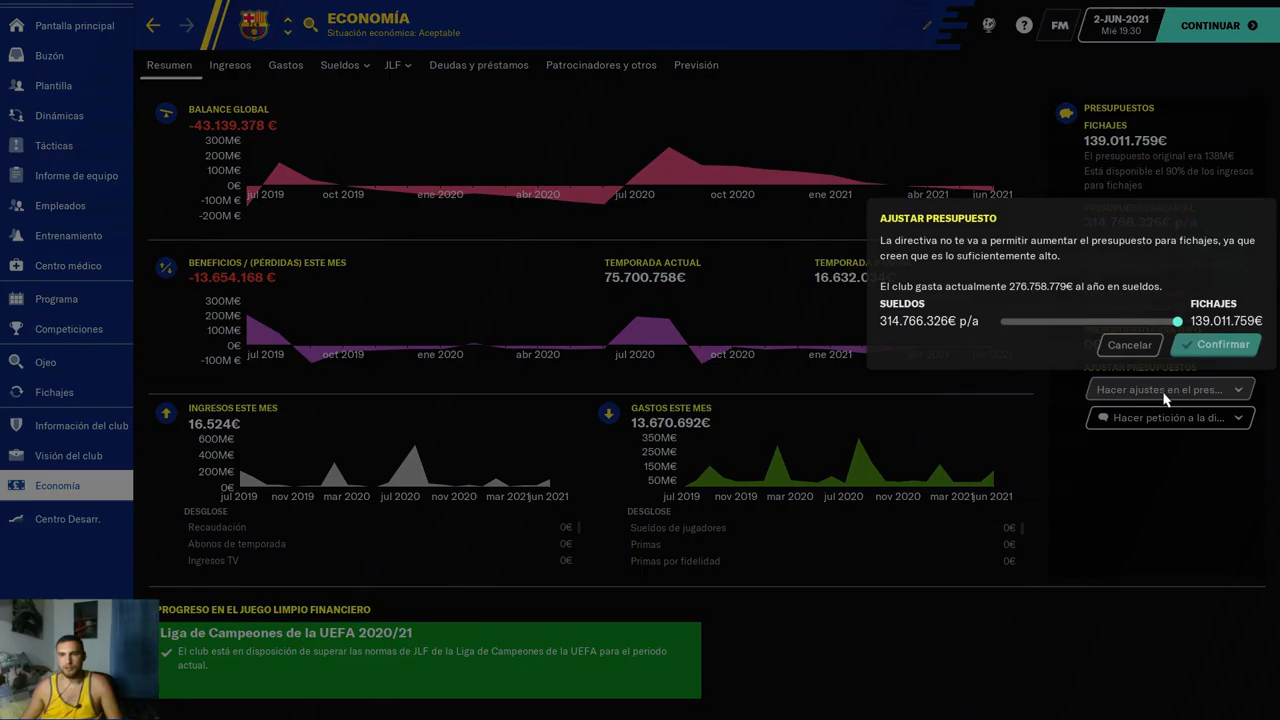 Pantalla principal
Buzón
Plantilla
Dinámicas
Tácticas
Informe de equipo
Empleados
Entrenamiento
Centro médico
Programa
Competiciones
Ojeo
Fichajes
Información del club
Visión del club
Economía
Centro Desarr.
ECONOMÍA
Situación económica: Aceptable
?
FM
2-JUN-2021
Mié 19:30
CONTINUAR
Resumen Ingresos Gastos Sueldos JLF Deudas y préstamos Patrocinadores y otros Previsión
BALANCE GLOBAL
-43.139.378 €
300M€
200M€
100M€
0€
-100M €
-200M €
jul 2019 oct 2019 ene 2020 abr 2020 jul 2020 oct 2020 ene 2021 abr 2021 jun 2021
BENEFICIOS / (PÉRDIDAS) ESTE MES
-13.654.168 €
TEMPORADA ACTUAL
75.700.758€
300M€
200M€
100M€
0€
-100M €
jul 2019 oct 2019 ene 2020 abr 2020 jul 2020 oct 2020 ene 2021 abr 2021 jun 2021
INGRESOS ESTE MES
16.524€
600M€
400M€
200M€
0€
jul 2019 nov 2019 mar 2020 jul 2020 nov 2020 mar 2021 jun 2021
DESGLOSE
Recaudación 0€
Abonos de temporada 0€
Ingresos TV 0€
GASTOS ESTE MES
13.670.692€
350M€
250M€
150M€
50M€
jul 2019 nov 2019 mar 2020 jul 2020 nov 2020 mar 2021 jun 2021
DESGLOSE
Sueldos de jugadores 0€
Primas 0€
Primas por fidelidad 0€
PROGRESO EN EL JUEGO LIMPIO FINANCIERO
Liga de Campeones de la UEFA 2020/21
El club está en disposición de superar las normas de JLF de la Liga de Campeones de la UEFA para el periodo
actual.
PRESUPUESTOS
FICHAJES
139.011.759€
El presupuesto original era 138M€
Está disponible el 90% de los ingresos
para fichajes
AJUSTAR PRESUPUESTO
La directiva no te va a permitir aumentar el presupuesto para fichajes, ya que
creen que es lo suficientemente alto.
El club gasta actualmente 276.758.779€ al año en sueldos.
SUELDOS FICHAJES
314.766.326€ p/a 139.011.759€
Cancelar Confirmar
Hacer ajustes en el pres...
Hacer petición a la di...